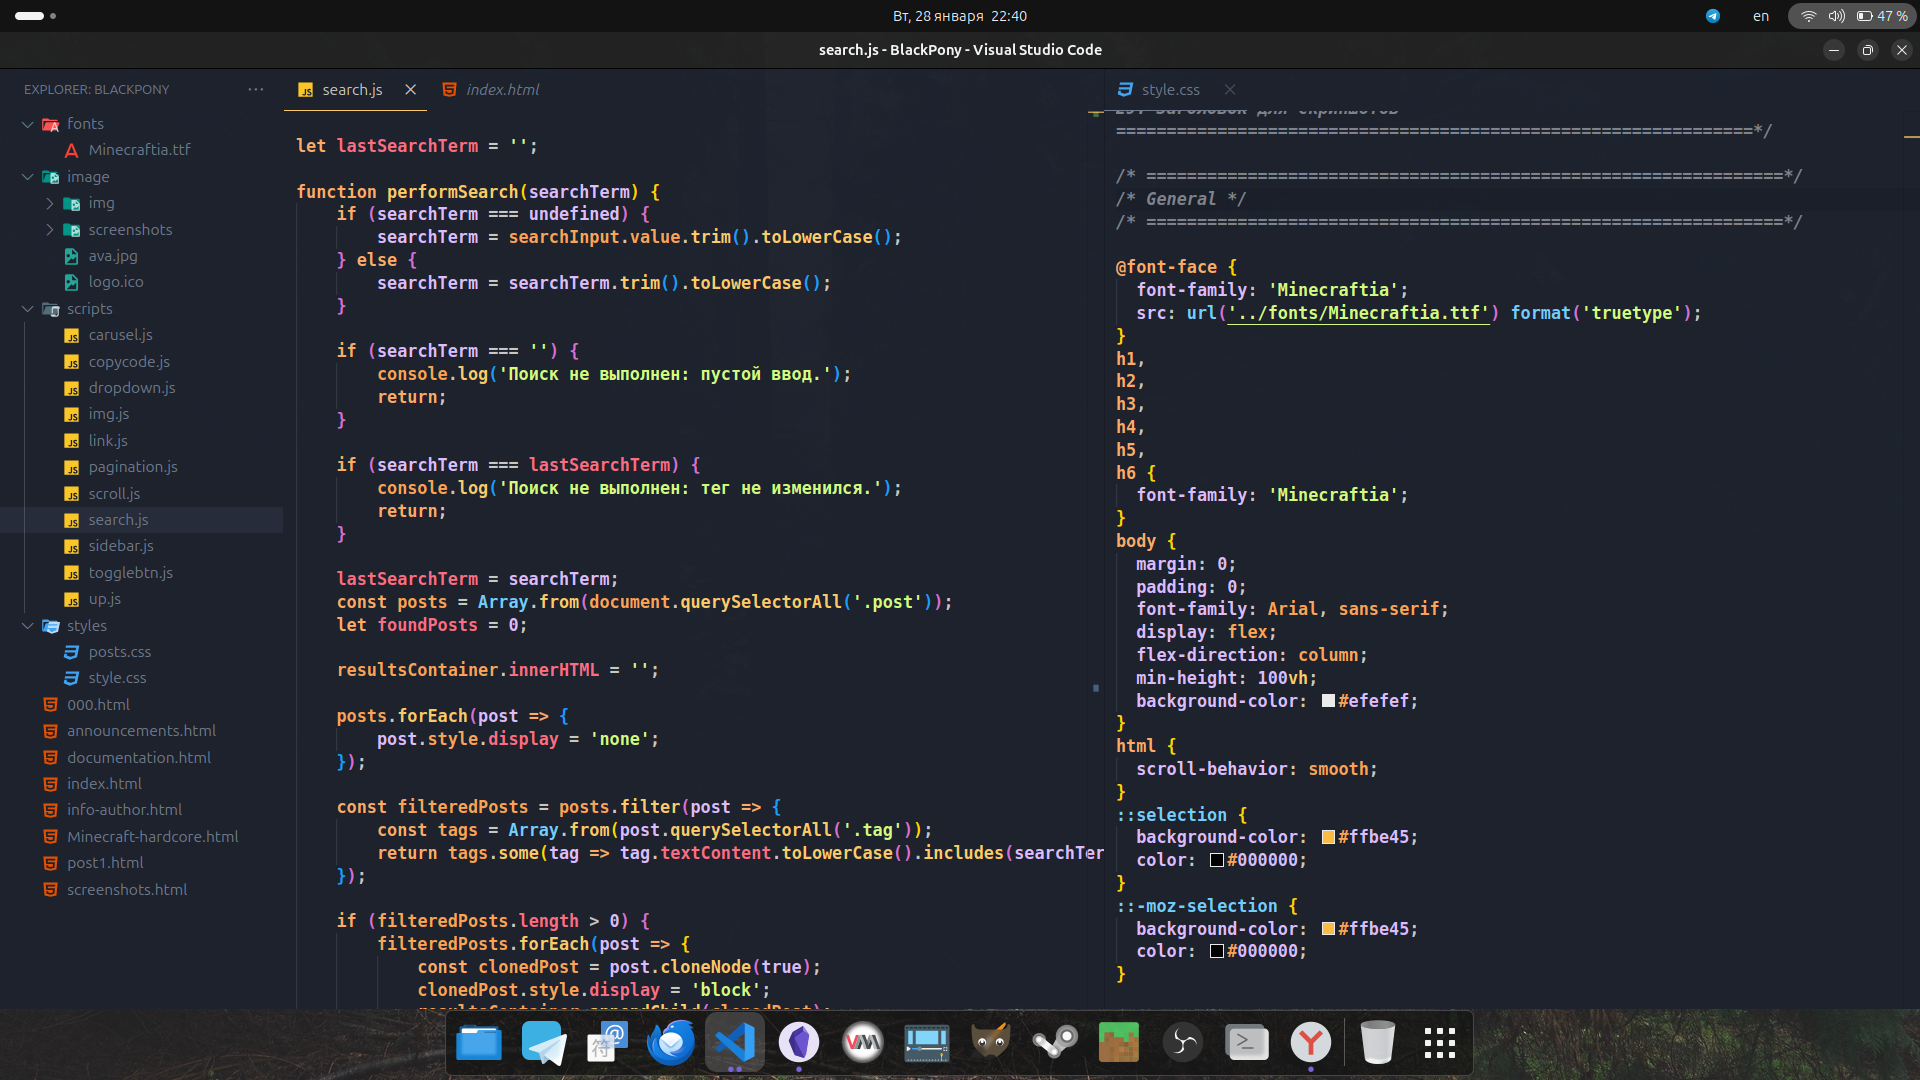 Вт, 28 января 22:40
en
47 %
search.js - BlackPony - Visual Studio Code
EXPLORER: BLACKPONY
fonts
Minecraftia.ttf
image
img
screenshots
ava.jpg
logo.ico
scripts
carusel.js
copycode.js
dropdown.js
img.js
link.js
pagination.js
scroll.js
search.js
sidebar.js
togglebtn.js
up.js
styles
posts.css
style.css
000.html
announcements.html
documentation.html
index.html
info-author.html
Minecraft-hardcore.html
post1.html
screenshots.html
search.js
index.html
let lastSearchTerm = '';
function performSearch(searchTerm) {
if (searchTerm === undefined) {
searchTerm = searchInput.value.trim().toLowerCase();
} else {
searchTerm = searchTerm.trim().toLowerCase();
}
if (searchTerm === '') {
console.log('Поиск не выполнен: пустой ввод.');
return;
}
if (searchTerm === lastSearchTerm) {
console.log('Поиск не выполнен: тег не изменился.');
return;
}
lastSearchTerm = searchTerm;
const posts = Array.from(document.querySelectorAll('.post'));
let foundPosts = 0;
resultsContainer.innerHTML = '';
posts.forEach(post => {
post.style.display = 'none';
});
const filteredPosts = posts.filter(post => {
const tags = Array.from(post.querySelectorAll('.tag'));
return tags.some(tag => tag.textContent.toLowerCase().includes(searchTer
});
if (filteredPosts.length > 0) {
filteredPosts.forEach(post => {
const clonedPost = post.cloneNode(true);
clonedPost.style.display = 'block';
resultsContainer.appendChild(clonedPost);
style.css
29. Заголовок для скриншотов
============================================================*/
/* ===============================================================*/
/* General */
/* ===============================================================*/
@font-face {
font-family: 'Minecraftia';
src: url('../fonts/Minecraftia.ttf') format('truetype');
}
h1,
h2,
h3,
h4,
h5,
h6 {
font-family: 'Minecraftia';
}
body {
margin: 0;
padding: 0;
font-family: Arial, sans-serif;
display: flex;
flex-direction: column;
min-height: 100vh;
background-color: #efefef;
}
html {
scroll-behavior: smooth;
}
::selection {
background-color: #ffbe45;
color: #000000;
}
::-moz-selection {
background-color: #ffbe45;
color: #000000;
}